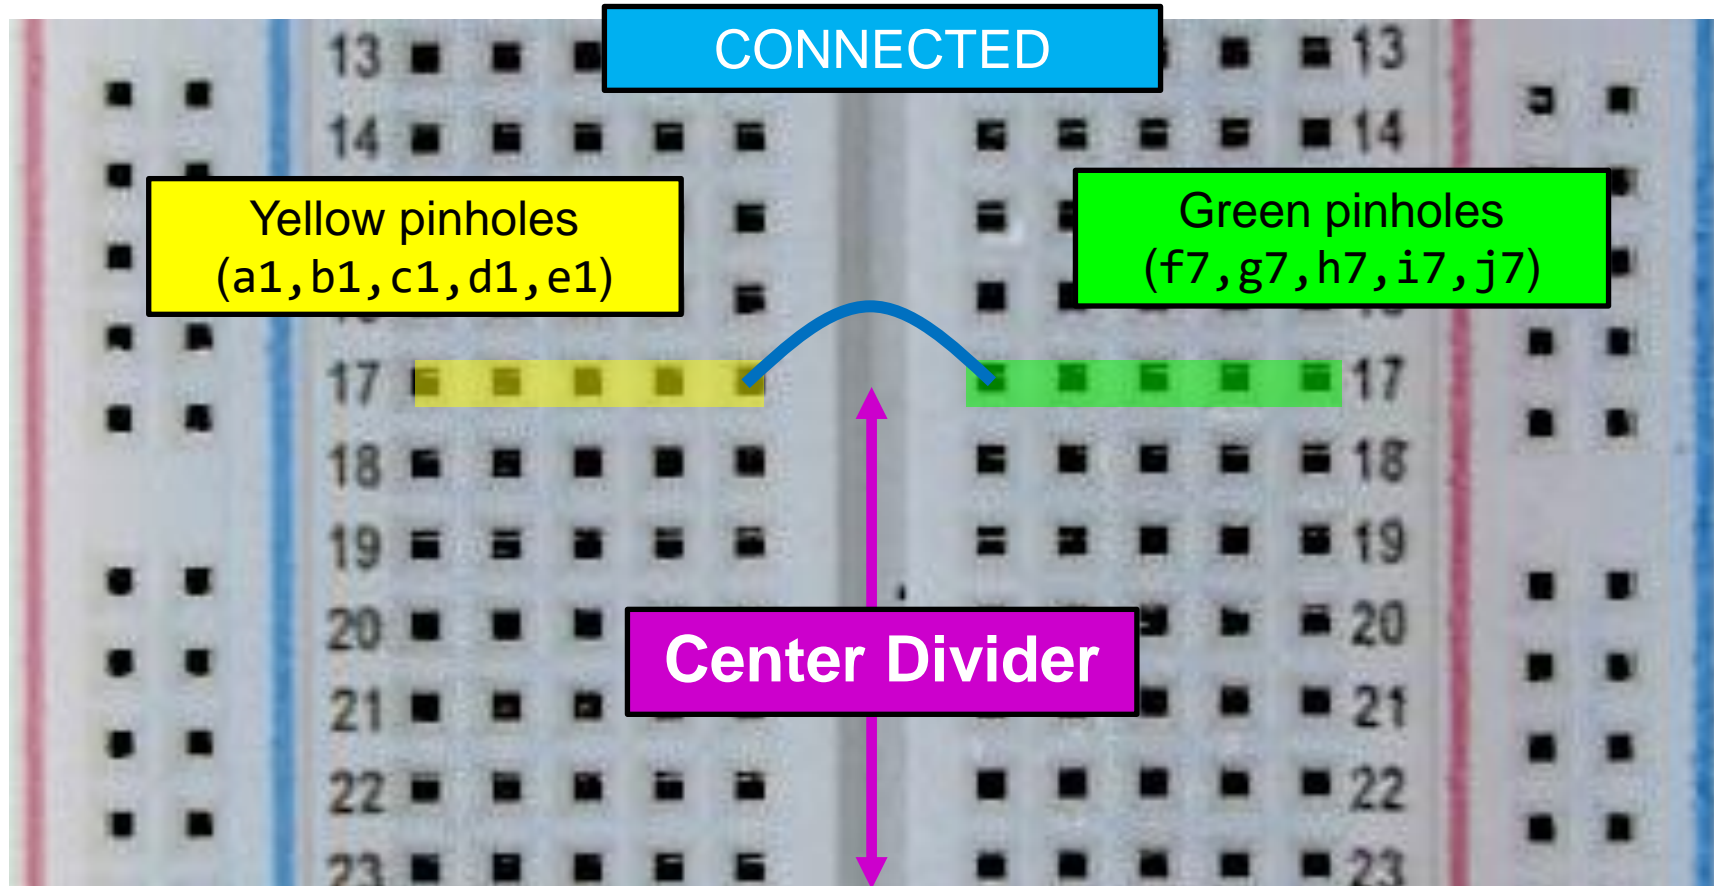 CONNECTED
13 13
14 14
Yellow pinholes
(a1,b1,c1,d1,e1)
Green pinholes
(f7,g7,h7,i7,j7)
17 17
18 18
19 19
20 20
Center Divider
21 21
22 22
23 23